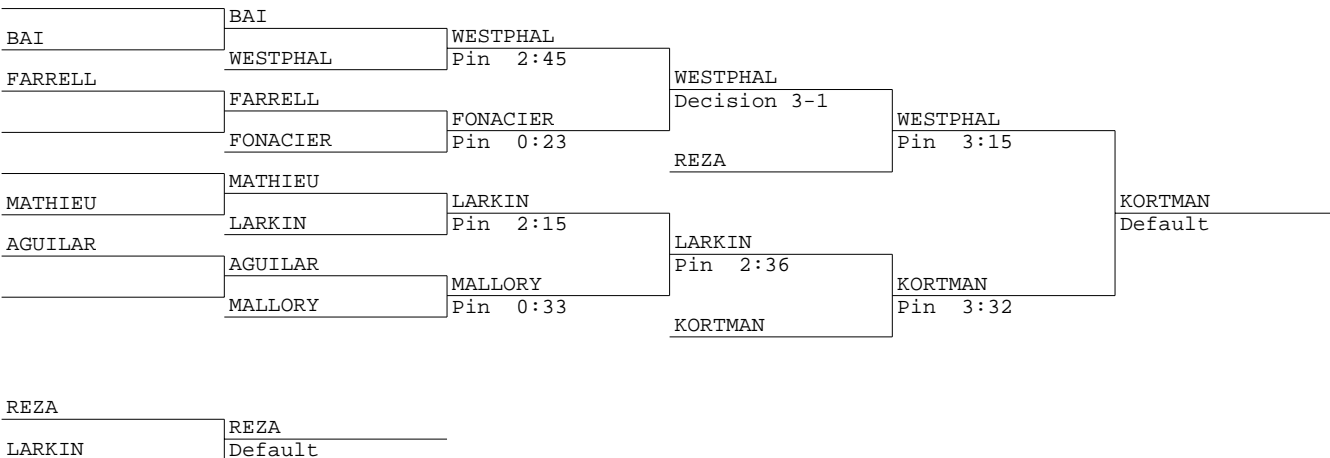 BAI
BAI
WESTPHAL
WESTPHAL
Pin 2:45
FARRELL
WESTPHAL
Decision 3-1
FARRELL
FONACIER
FONACIER
Pin 0:23
WESTPHAL
Pin 3:15
REZA
MATHIEU
MATHIEU
LARKIN
LARKIN
Pin 2:15
KORTMAN
Default
AGUILAR
LARKIN
Pin 2:36
AGUILAR
MALLORY
MALLORY
Pin 0:33
KORTMAN
Pin 3:32
KORTMAN
REZA
REZA
Default
LARKIN